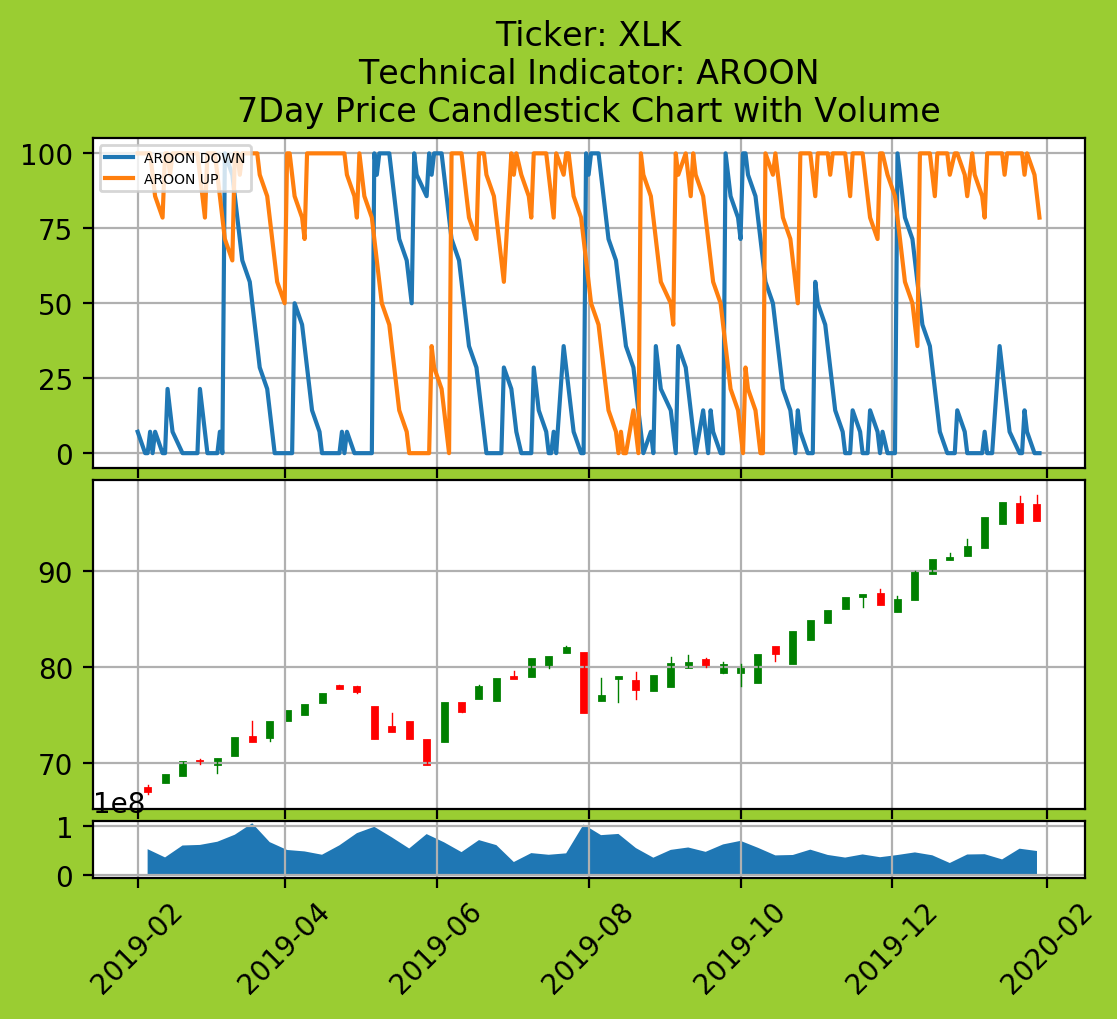 Ticker: XLK
Technical Indicator: AROON
7Day Price Candlestick Chart with Volume
AROON DOWN
AROON UP
100
75
50
25
0
90
80
70
1e8
1
0
2019-02
2019-04
2019-06
2019-08
2019-10
2019-12
2020-02